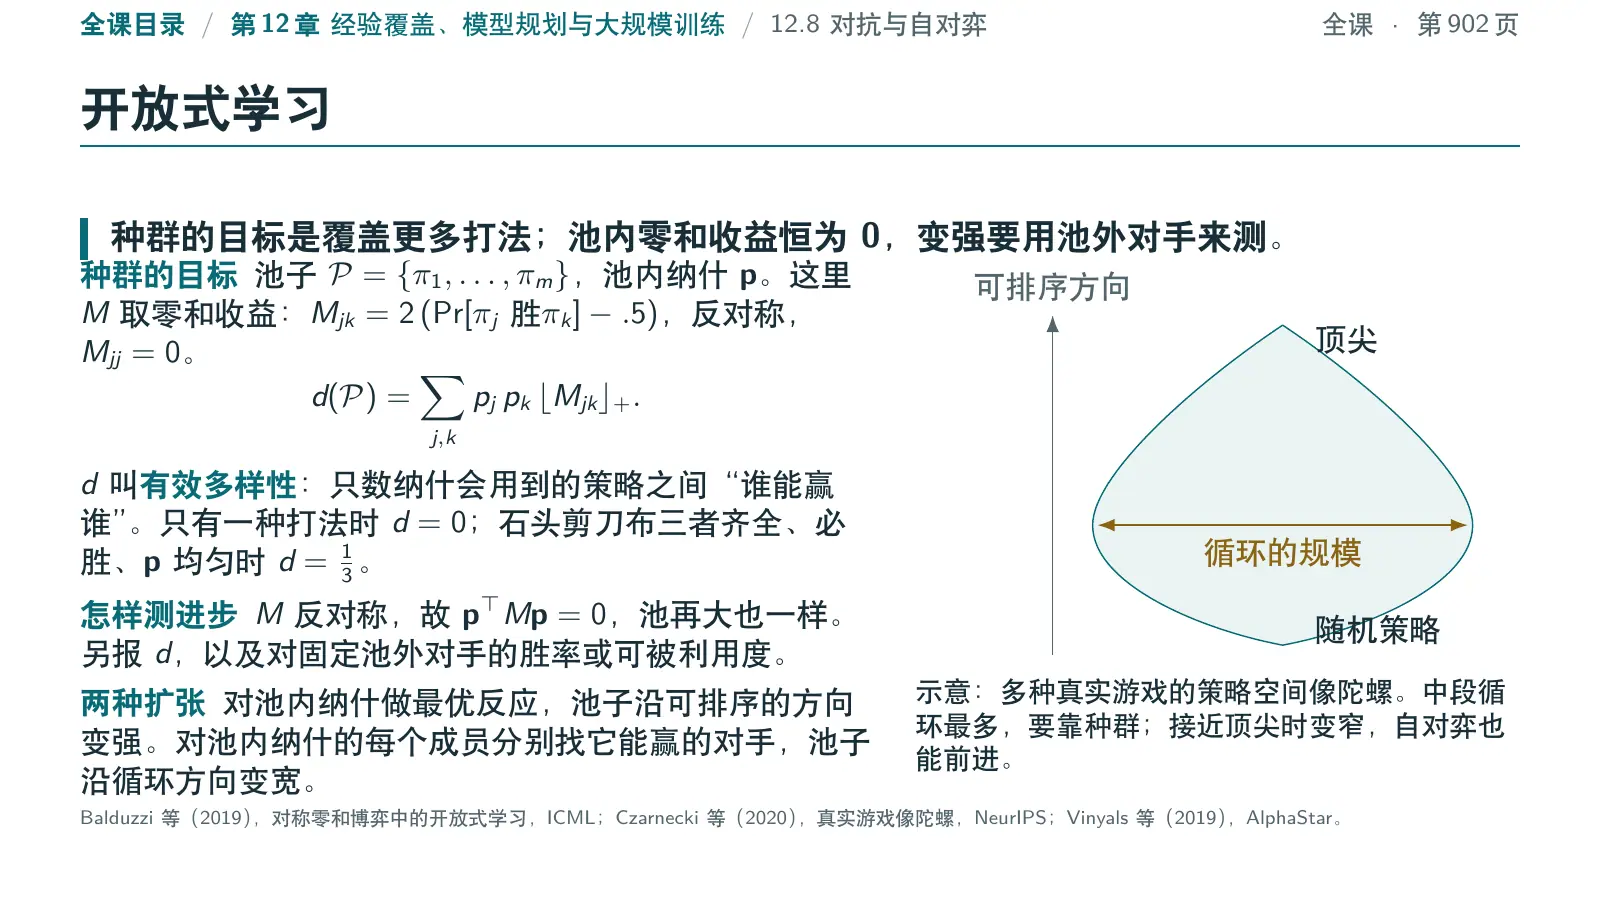 全课目录 / 第 12 章 经验覆盖、模型规划与大规模训练 / 12.8 对抗与自对弈
全课 · 第 902 页
开放式学习
种群的目标是覆盖更多打法；池内零和收益恒为 0，变强要用池外对手来测。
种群的目标 池子 𝒫 = {π₁, . . . , πₘ}，池内纳什 p。这里
M 取零和收益：Mⱼₖ = 2 (Pr[πⱼ 胜πₖ] − .5)，反对称，
Mⱼⱼ = 0。
d(𝒫) = ∑_{j,k} pⱼ pₖ ⌊Mⱼₖ⌋₊.
d 叫有效多样性：只数纳什会用到的策略之间 “谁能赢
谁”。只有一种打法时 d = 0；石头剪刀布三者齐全、必
胜、p 均匀时 d = 1/3。
怎样测进步 M 反对称，故 p⊤Mp = 0，池再大也一样。
另报 d，以及对固定池外对手的胜率或可被利用度。
两种扩张 对池内纳什做最优反应，池子沿可排序的方向
变强。对池内纳什的每个成员分别找它能赢的对手，池子
沿循环方向变宽。
可排序方向
顶尖
循环的规模
随机策略
示意：多种真实游戏的策略空间像陀螺。中段循
环最多，要靠种群；接近顶尖时变窄，自对弈也
能前进。
Balduzzi 等（2019），对称零和博弈中的开放式学习，ICML；Czarnecki 等（2020），真实游戏像陀螺，NeurIPS；Vinyals 等（2019），AlphaStar。